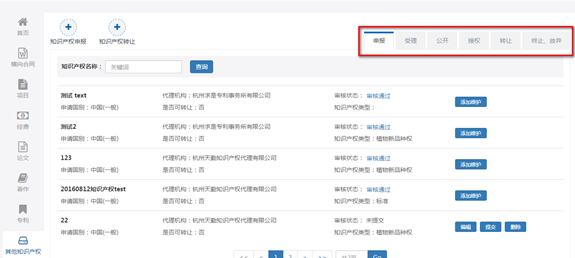 首页
横向合同
项目
经费
论文
著作
专利
其他知识产权
知识产权申报 知识产权转让
申报 受理 公开 授权 转让 终止、放弃
知识产权名称： 关键词 查询
测试 text 代理机构：杭州求是专利事务所有限公司 审核状态： 审核通过
申请国别：中国(一般) 是否可转让：否 知识产权类型： 添加维护
测试2 代理机构：杭州求是专利事务所有限公司 审核状态： 审核通过
申请国别：中国(一般) 是否可转让：否 知识产权类型：植物新品种权 添加维护
123 代理机构：杭州天勤知识产权代理有限公司 审核状态： 审核通过
申请国别：中国(一般) 是否可转让：否 知识产权类型：植物新品种权 添加维护
20160812知识产权test 代理机构：杭州天勤知识产权代理有限公司 审核状态： 审核通过
申请国别：中国(一般) 是否可转让：否 知识产权类型：标准 添加维护
22 代理机构：杭州天勤知识产权代理有限公司 审核状态：未提交
申请国别：中国(一般) 是否可转让：否 知识产权类型：植物新品种权 编辑 提交 删除
<< < 1 2 > >> Go